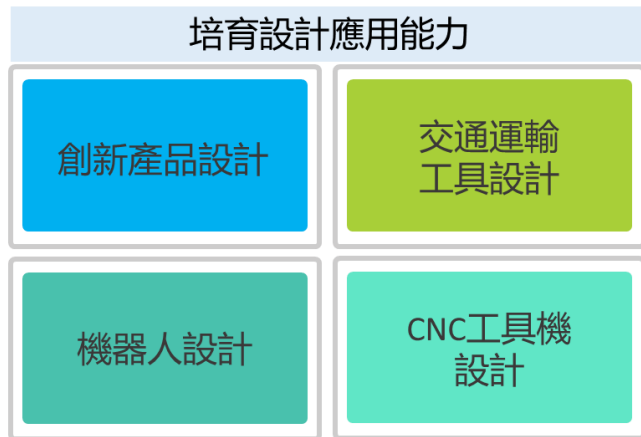 培育設計應用能力
創新產品設計
交通運輸
工具設計
機器人設計
CNC工具機
設計